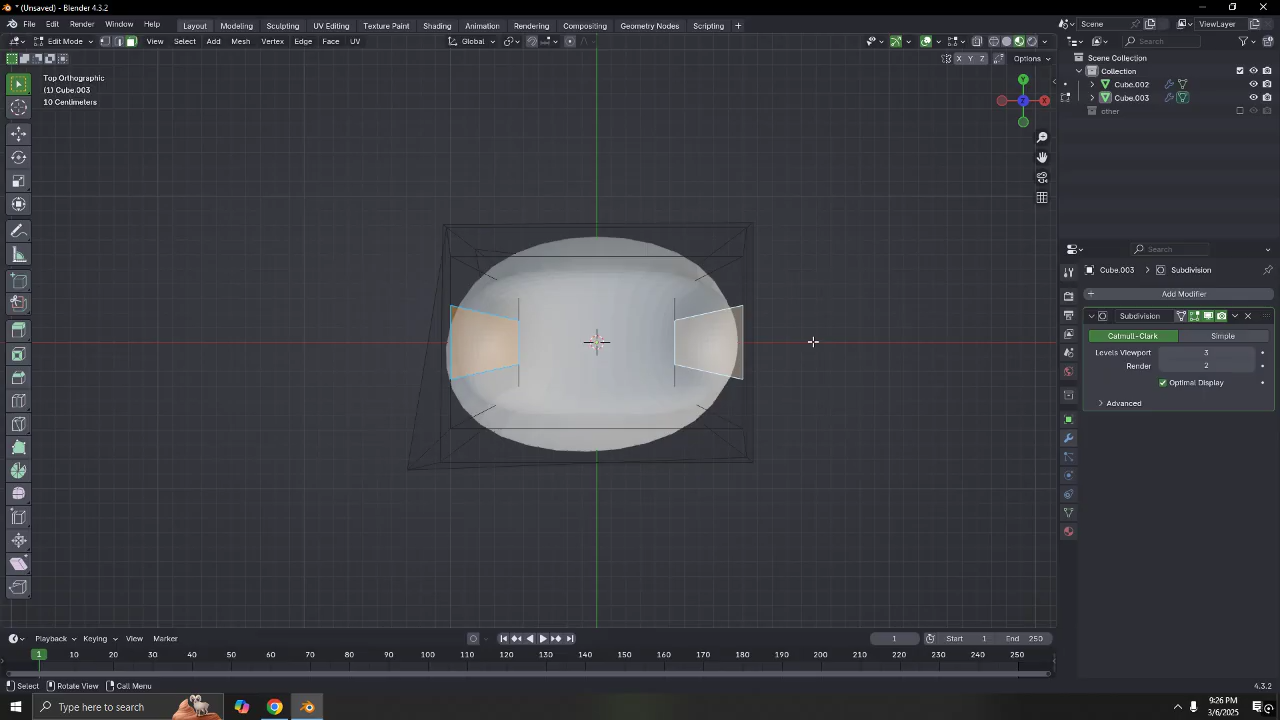 * (Unsaved) - Blender 4.3.2
File Edit Render Window Help Layout Modeling Sculpting UV Editing Texture Paint Shading Animation Rendering Compositing Geometry Nodes Scripting + Scene ViewLayer
Edit Mode View Select Add Mesh Vertex Edge Face UV Global Search
X Y Z Options
Scene Collection
Collection
Cube.002
Cube.003
other
Top Orthographic
(1) Cube.003
10 Centimeters
Y
X
Z
Search
Cube.003 > Subdivision
+ Add Modifier
Subdivision
Catmull-Clark Simple
Levels Viewport 3
Render 2
Optimal Display
Advanced
Playback Keying View Marker 1 Start 1 End 250
1 10 20 30 40 50 60 70 80 90 100 110 120 130 140 150 160 170 180 190 200 210 220 230 240 250
Select Rotate View Call Menu 4.3.2
Type here to search
9:26 PM
3/6/2025